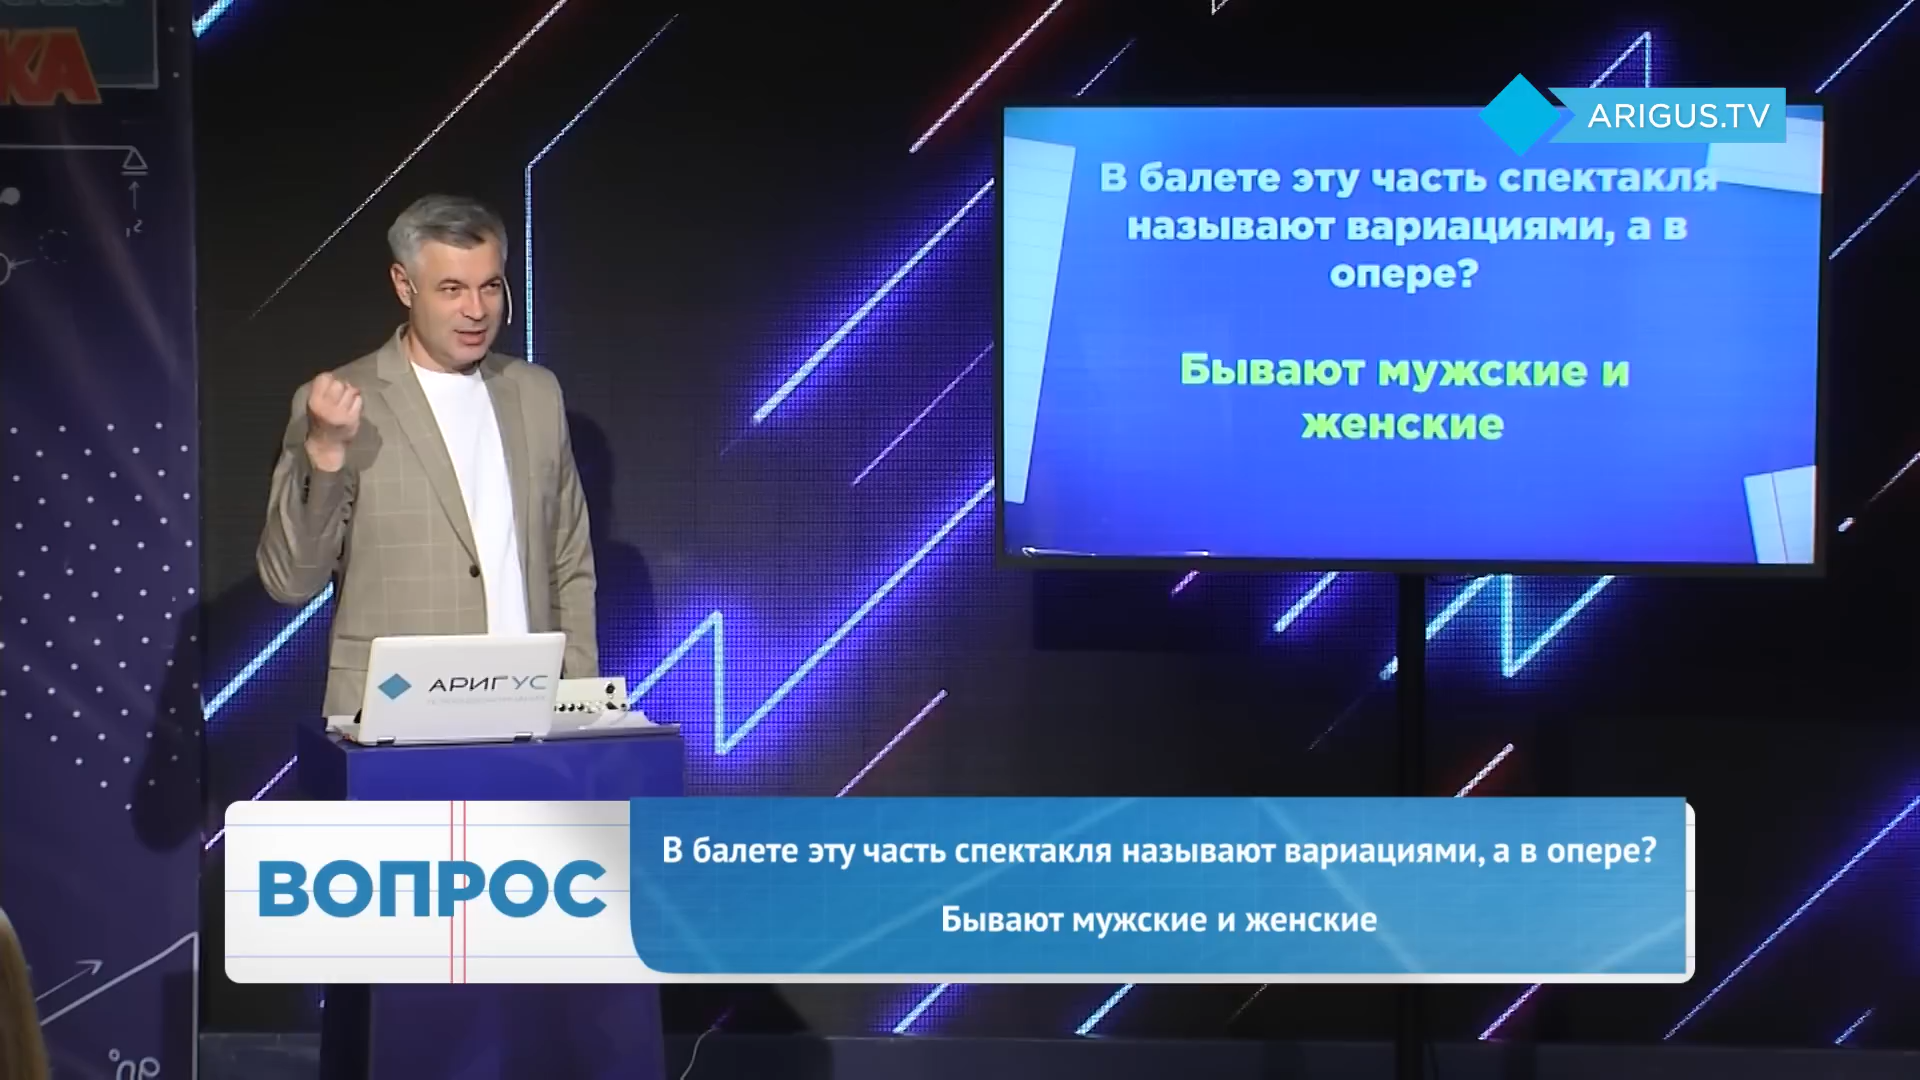 КА
ARIGUS.TV
В балете эту часть спектакля
называют вариациями, а в
опере?
Бывают мужские и
женские
АРИГУС
ВОПРОС
В балете эту часть спектакля называют вариациями, а в опере?
Бывают мужские и женские